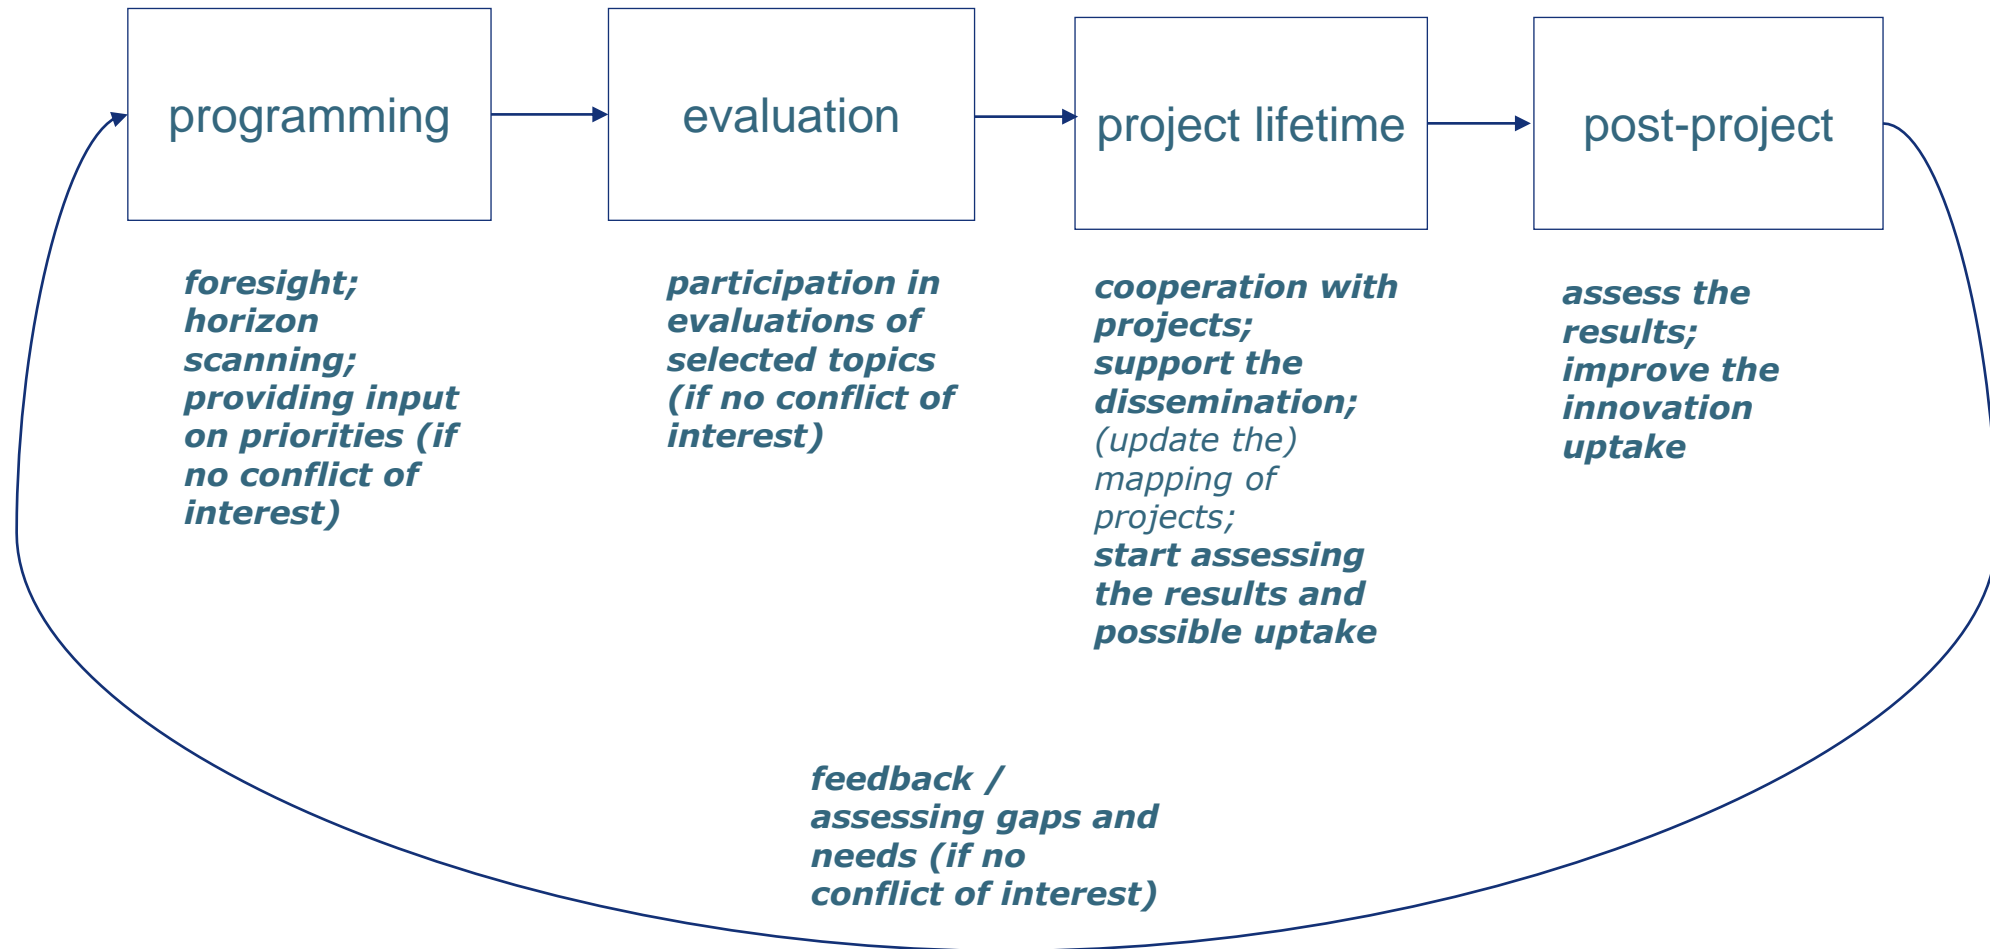 programming
evaluation
project lifetime
post-project
foresight;
horizon
scanning;
providing input
on priorities (if
no conflict of
interest)
participation in
evaluations of
selected topics
(if no conflict of
interest)
cooperation with
projects;
support the
dissemination;
(update the)
mapping of
projects;
start assessing
the results and
possible uptake
assess the
results;
improve the
innovation
uptake
feedback /
assessing gaps and
needs (if no
conflict of interest)